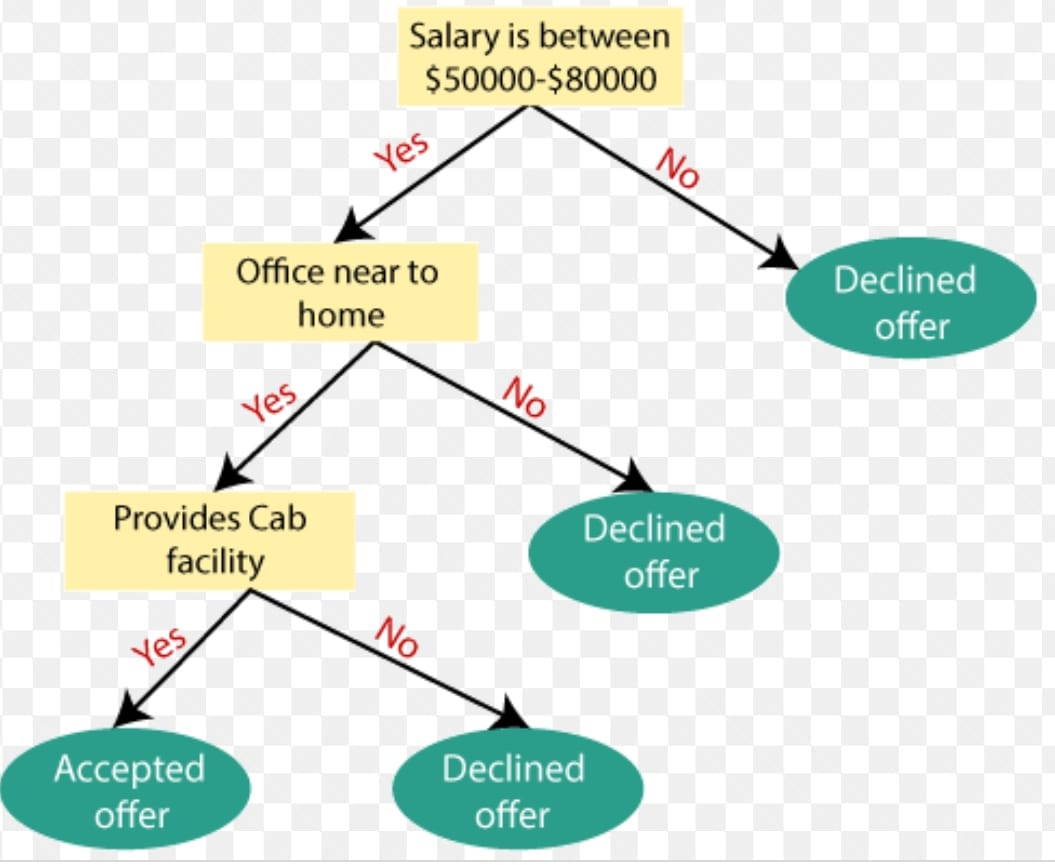 Salary is between
$50000-$80000
Yes
No
Office near to
home
Declined
offer
Yes
No
Provides Cab
facility
Declined
offer
Yes
No
Accepted
offer
Declined
offer